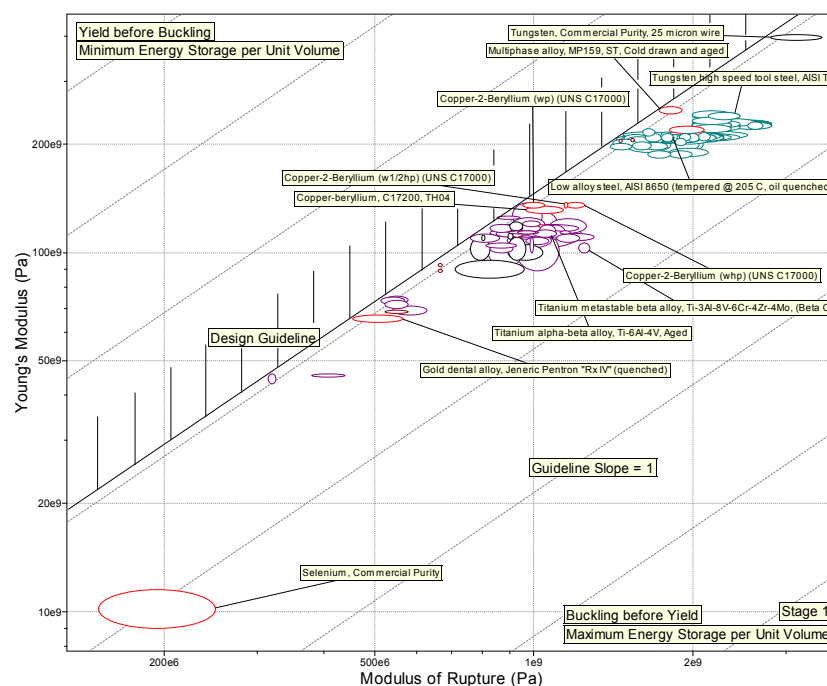 Yield before Buckling
Minimum Energy Storage per Unit Volume
Tungsten, Commercial Purity, 25 micron wire
Multiphase alloy, MP159, ST, Cold drawn and aged
Tungsten high speed tool steel, AISI T
Copper-2-Beryllium (wp) (UNS C17000)
200e9
Copper-2-Beryllium (w1/2hp) (UNS C17000)
Low alloy steel, AISI 8650 (tempered @ 205 C, oil quenched
Copper-beryllium, C17200, TH04
100e9
Copper-2-Beryllium (whp) (UNS C17000)
Titanium metastable beta alloy, Ti-3Al-8V-6Cr-4Zr-4Mo, (Beta C
Design Guideline
Titanium alpha-beta alloy, Ti-6Al-4V, Aged
50e9
Gold dental alloy, Jeneric Pentron "Rx IV" (quenched)
Young's Modulus (Pa)
Guideline Slope = 1
20e9
Selenium, Commercial Purity
10e9
Buckling before Yield
Stage 1
Maximum Energy Storage per Unit Volume
200e6
500e6
1e9
2e9
Modulus of Rupture (Pa)